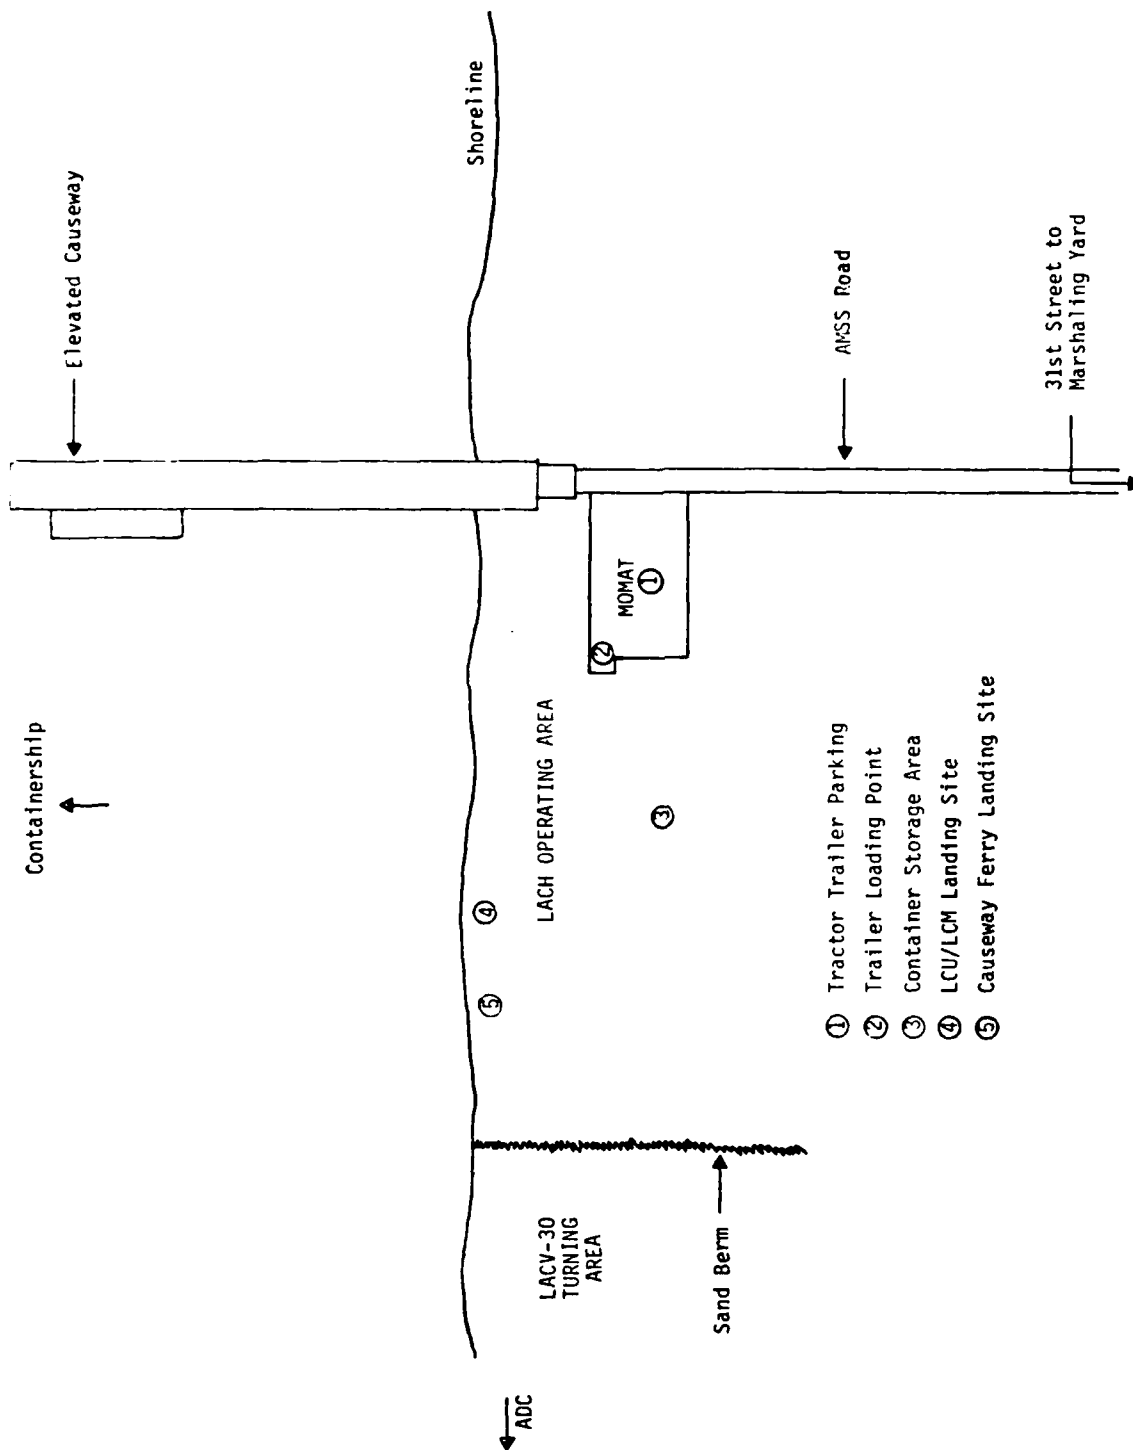 Containership
Elevated Causeway
Shoreline
LACH OPERATING AREA
LACV-30
TURNING
AREA
ADC
MOMAT
①
②
③
④
⑤
Sand Berm
AMSS Road
31st Street to
Marshaling Yard
① Tractor Trailer Parking
② Trailer Loading Point
③ Container Storage Area
④ LCU/LCM Landing Site
⑤ Causeway Ferry Landing Site